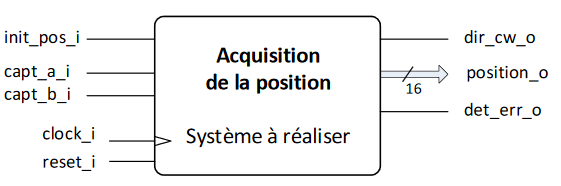 init_pos_i
capt_a_i
capt_b_i
clock_i
reset_i
Acquisition
de la position
Système à réaliser
dir_cw_o
position_o
16
det_err_o